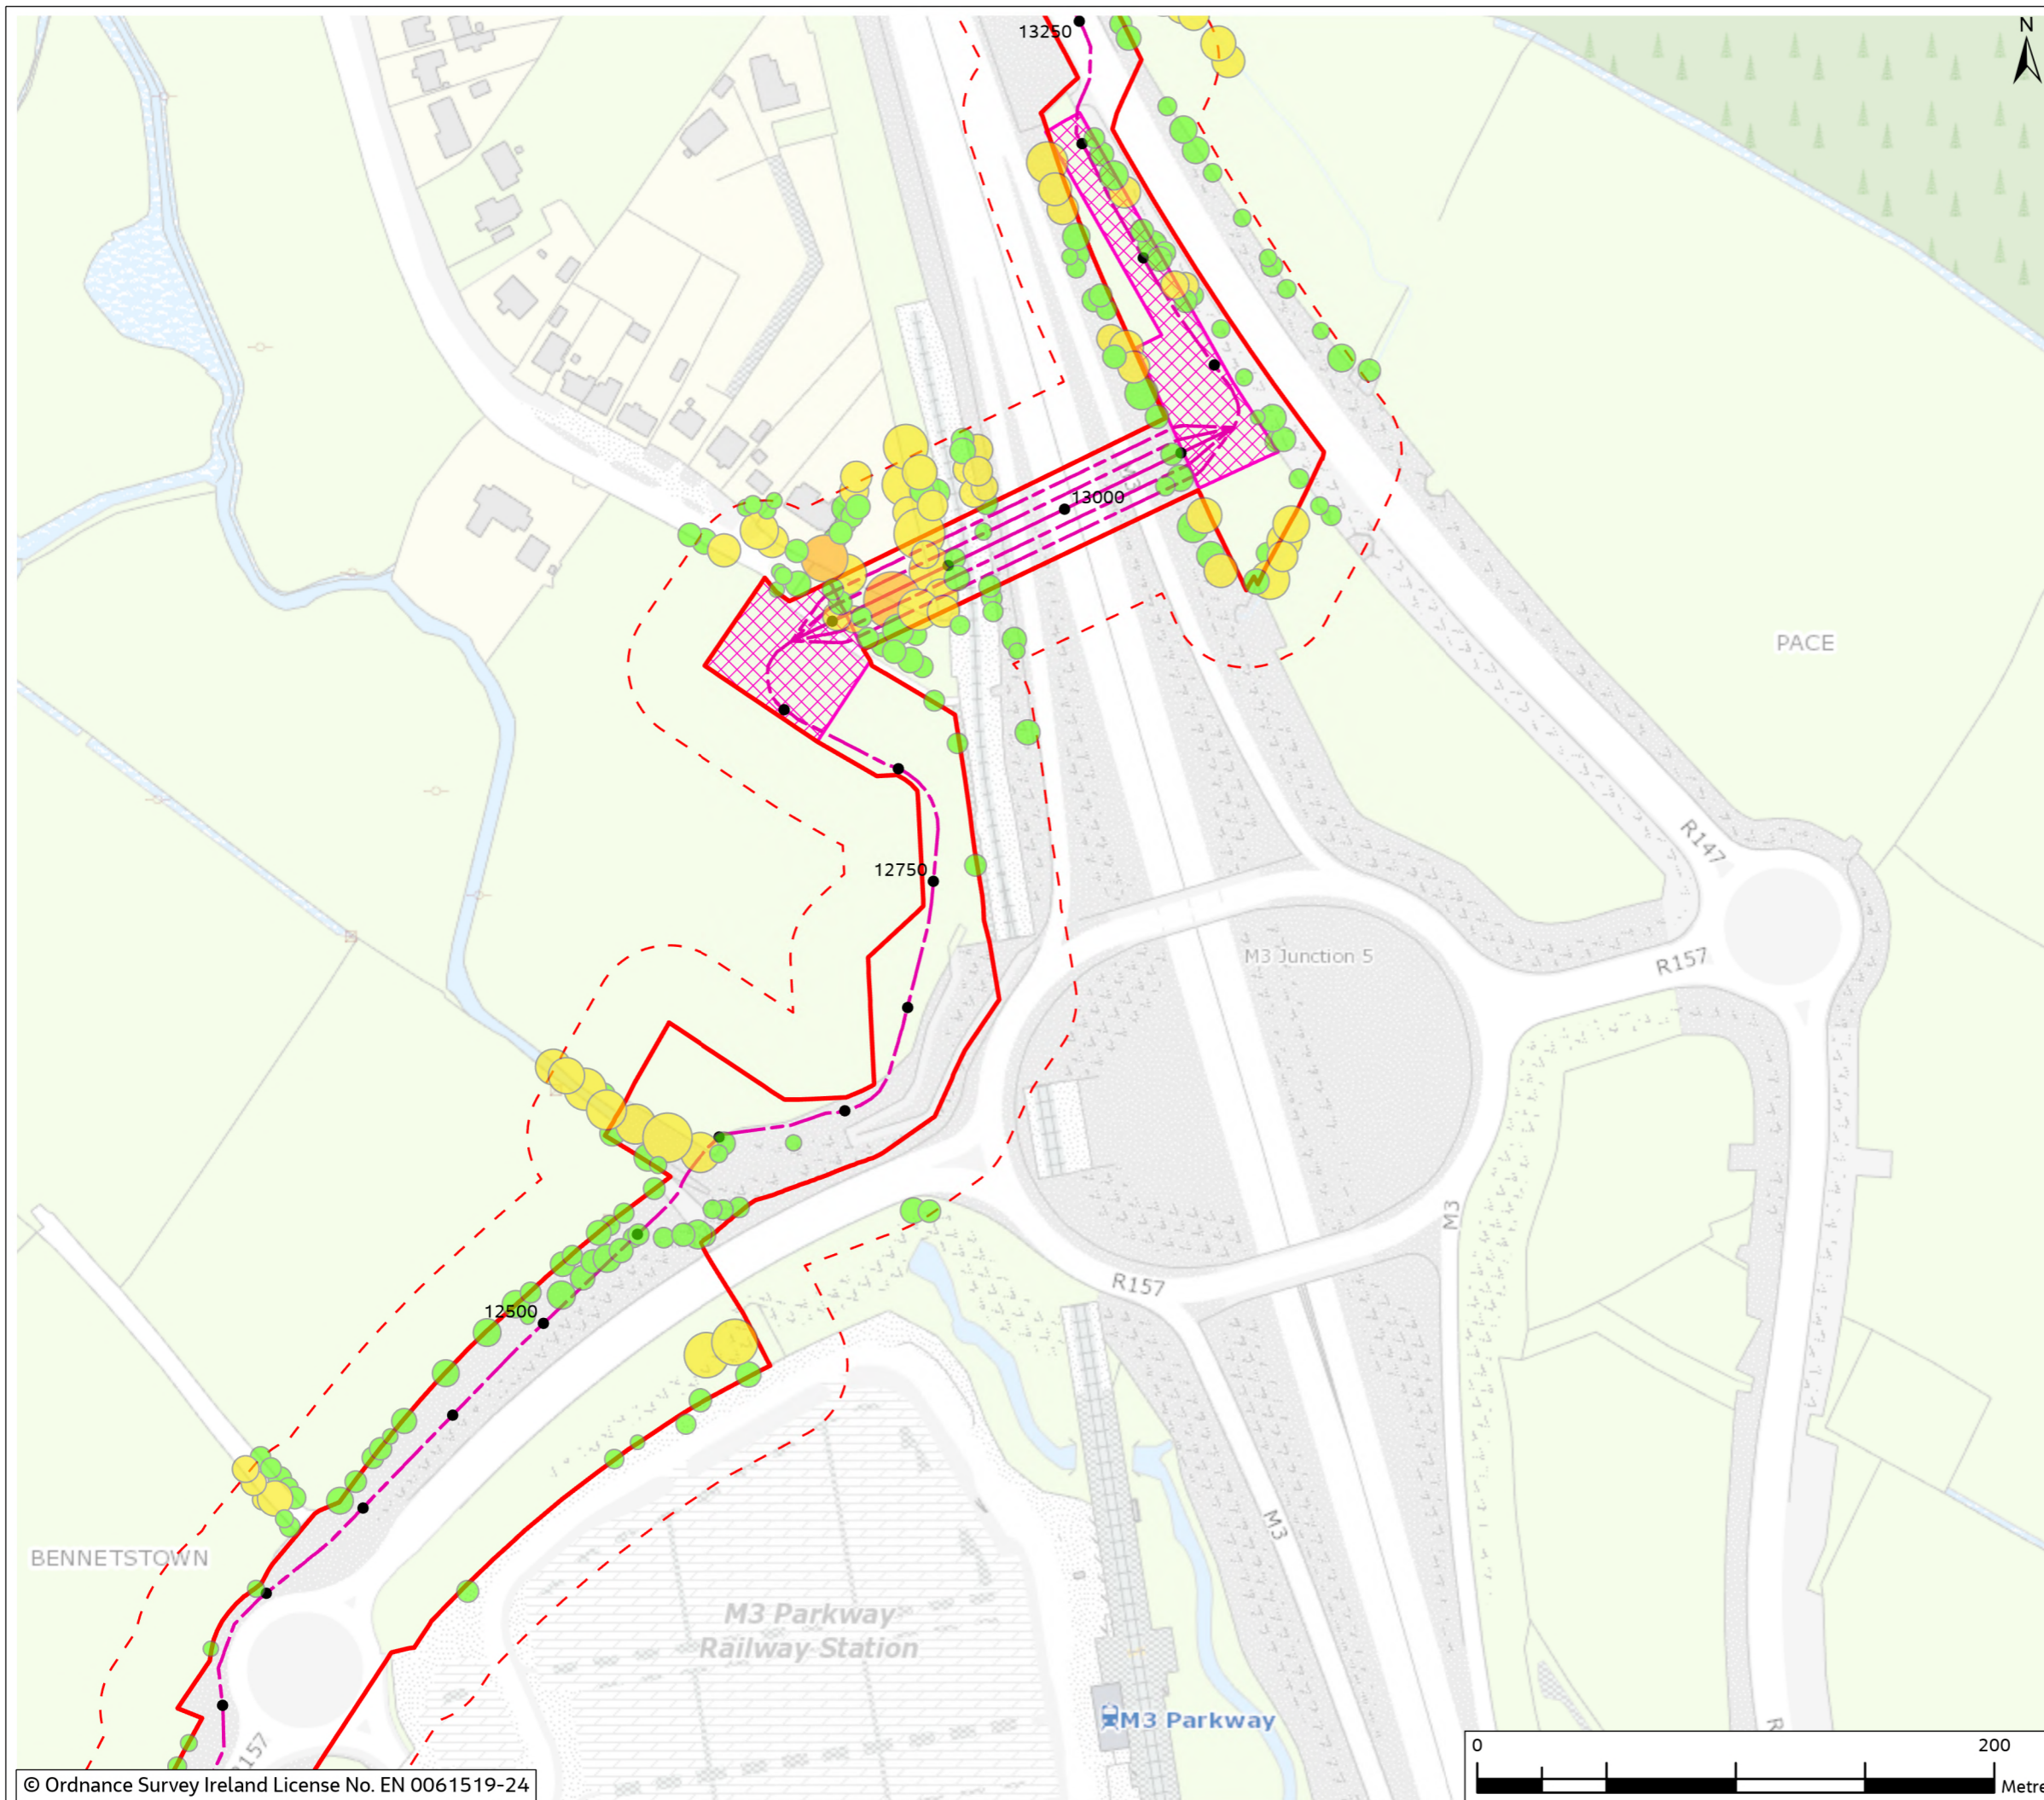 N
13250
13000
PACE
12750
R147
M3 Junction 5
R157
M3
R157
12500
M3
BENNETSTOWN
M3 Parkway
Railway Station
M3 Parkway
0
200
© Ordnance Survey Ireland License No. EN 0061519-24